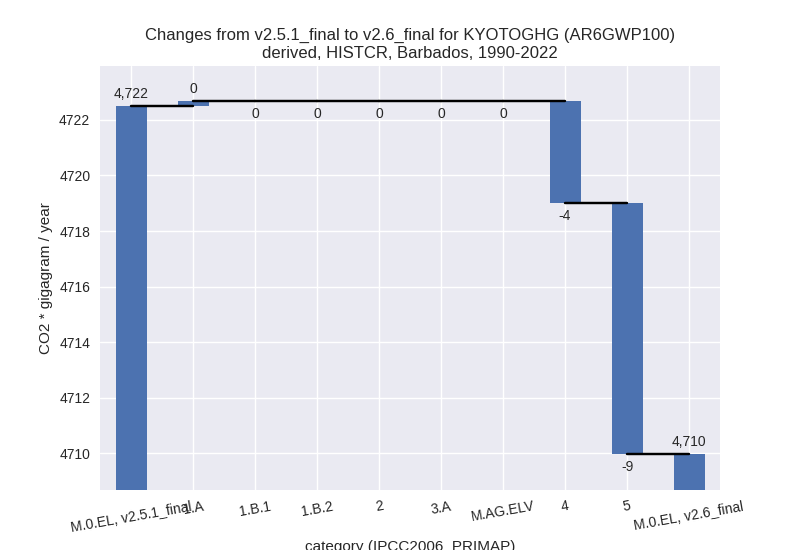 Changes from v2.5.1_final to v2.6_final for KYOTOGHG (AR6GWP100)
derived, HISTCR, Barbados, 1990-2022
4,722
0
0
0
0
0
0
-4
-9
4,710
4722
4720
4718
4716
4714
4712
4710
CO2 * gigagram / year
M.0.EL, v2.5.1_final
1.A
1.B.1
1.B.2
2
3.A
M.AG.ELV
4
5
M.0.EL, v2.6_final
category (IPCC2006_PRIMAP)